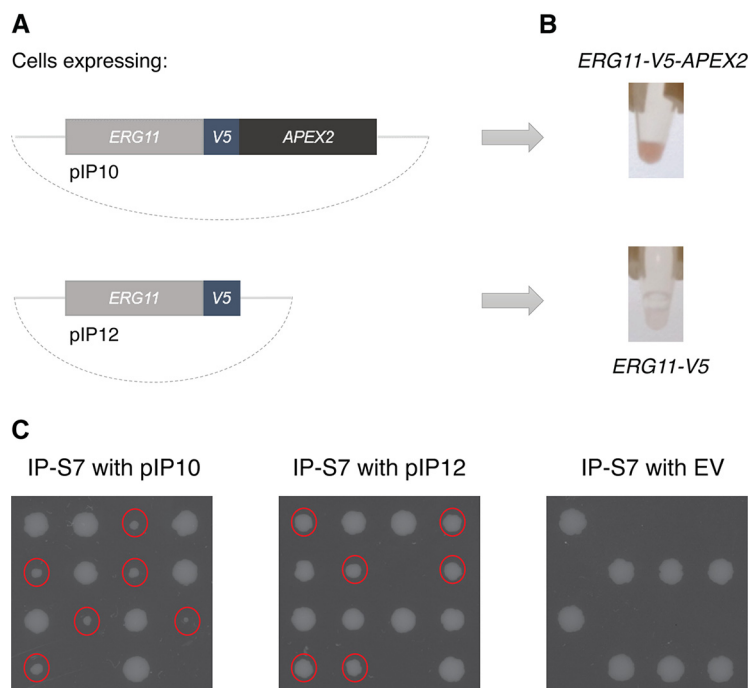 A
B
Cells expressing:
ERG11-V5-APEX2
ERG11 V5 APEX2
pIP10
ERG11 V5
pIP12
ERG11-V5
C
IP-S7 with pIP10 IP-S7 with pIP12 IP-S7 with EV